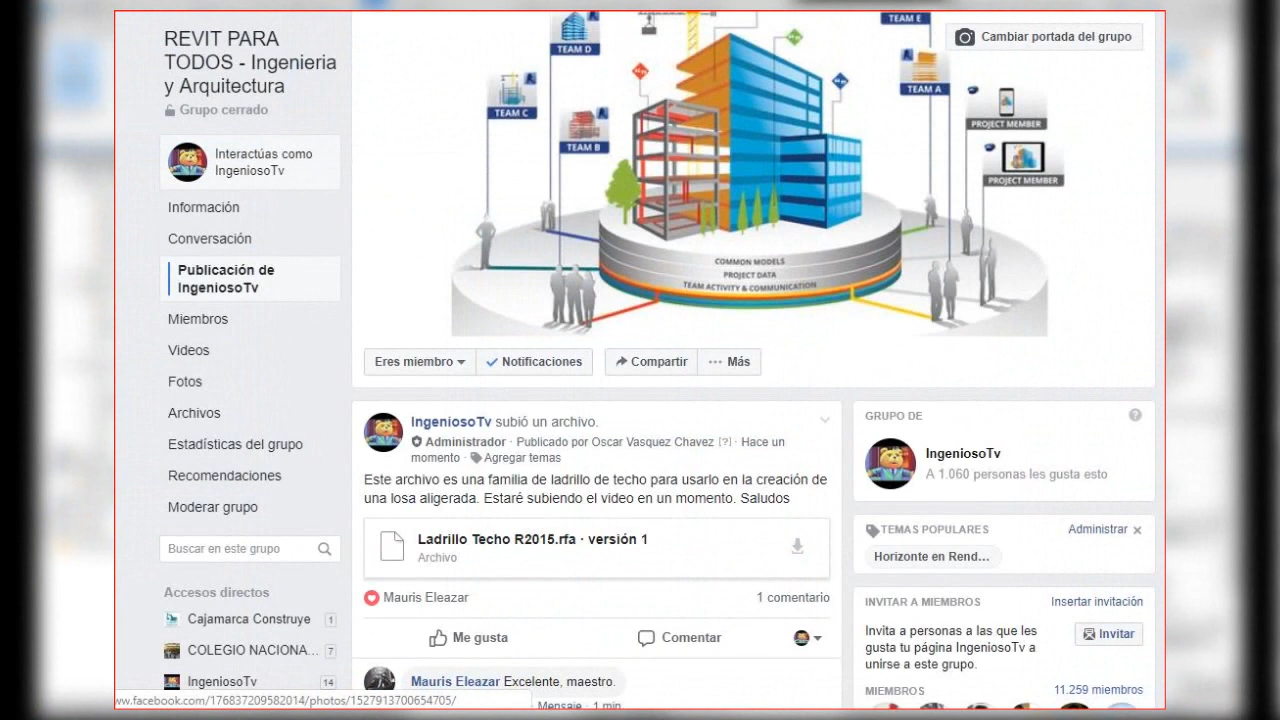 REVIT PARA
TODOS - Ingenieria
y Arquitectura
Grupo cerrado
Interactúas como
IngeniosoTv
Información
Conversación
Publicación de
IngeniosoTv
Miembros
Videos
Fotos
Archivos
Estadísticas del grupo
Recomendaciones
Moderar grupo
Buscar en este grupo
Accesos directos
Cajamarca Construye 1
COLEGIO NACIONA... 7
IngeniosoTv 14
ww.facebook.com/176837209582014/photos/1527913700654705/
TEAM D
TEAM E
Cambiar portada del grupo
TEAM C
TEAM A
TEAM B
PROJECT MEMBER
PROJECT MEMBER
COMMON MODELS
PROJECT DATA
TEAM ACTIVITY & COMMUNICATION
Eres miembro
Notificaciones
Compartir
··· Más
IngeniosoTv subió un archivo.
Administrador · Publicado por Oscar Vasquez Chavez [?] · Hace un
momento · Agregar temas
Este archivo es una familia de ladrillo de techo para usarlo en la creación de
una losa aligerada. Estaré subiendo el video en un momento. Saludos
Ladrillo Techo R2015.rfa · versión 1
Archivo
Mauris Eleazar
1 comentario
Me gusta
Comentar
Mauris Eleazar Excelente, maestro.
Mensaje · 1 min
GRUPO DE
IngeniosoTv
A 1.060 personas les gusta esto
TEMAS POPULARES
Administrar
Horizonte en Rend...
INVITAR A MIEMBROS
Insertar invitación
Invita a personas a las que les
gusta tu página IngeniosoTv a
unirse a este grupo.
Invitar
MIEMBROS
11.259 miembros